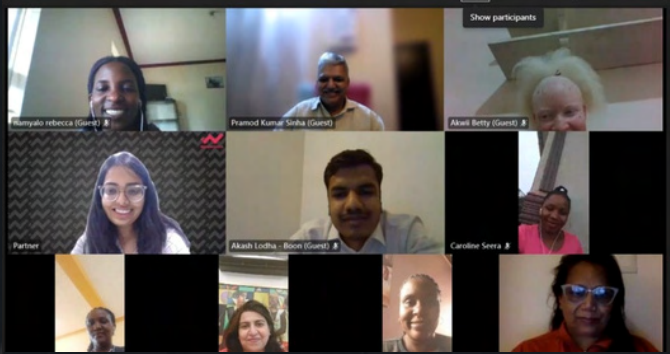 Show participants
namyalo rebecca (Guest)
Pramod Kumar Sinha (Guest)
Akwii Betty (Guest)
Partner
Akash Lodha - Boon (Guest)
Caroline Seera